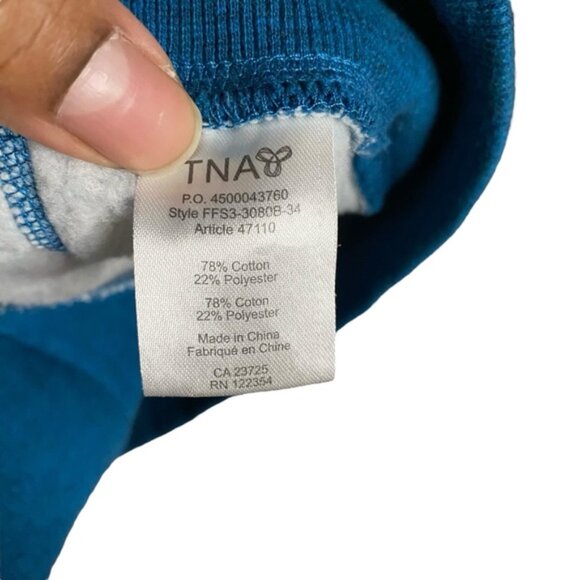 TNA
P.O. 4500043760
Style FFS3-3080B-34
Article 47110
78% Cotton
22% Polyester
78% Coton
22% Polyester
Made in China
Fabriqué en Chine
CA 23725
RN 122354